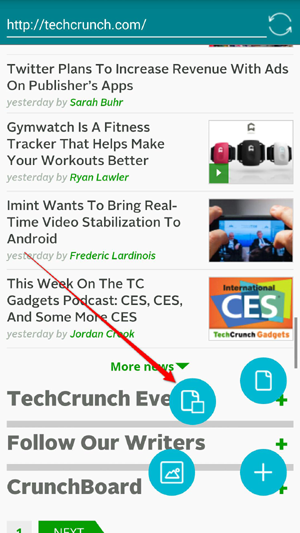 http://techcrunch.com/
Twitter Plans To Increase Revenue With Ads
On Publisher's Apps
yesterday by Sarah Buhr
Gymwatch Is A Fitness
Tracker That Helps Make
Your Workouts Better
yesterday by Ryan Lawler
Imint Wants To Bring Real-
Time Video Stabilization To
Android
yesterday by Frederic Lardinois
This Week On The TC
Gadgets Podcast: CES, CES,
And Some More CES
yesterday by Jordan Crook
International
CES
TechCrunch Gadgets
More news
TechCrunch Eve
Follow Our Writers
CrunchBoard
1 NEXT